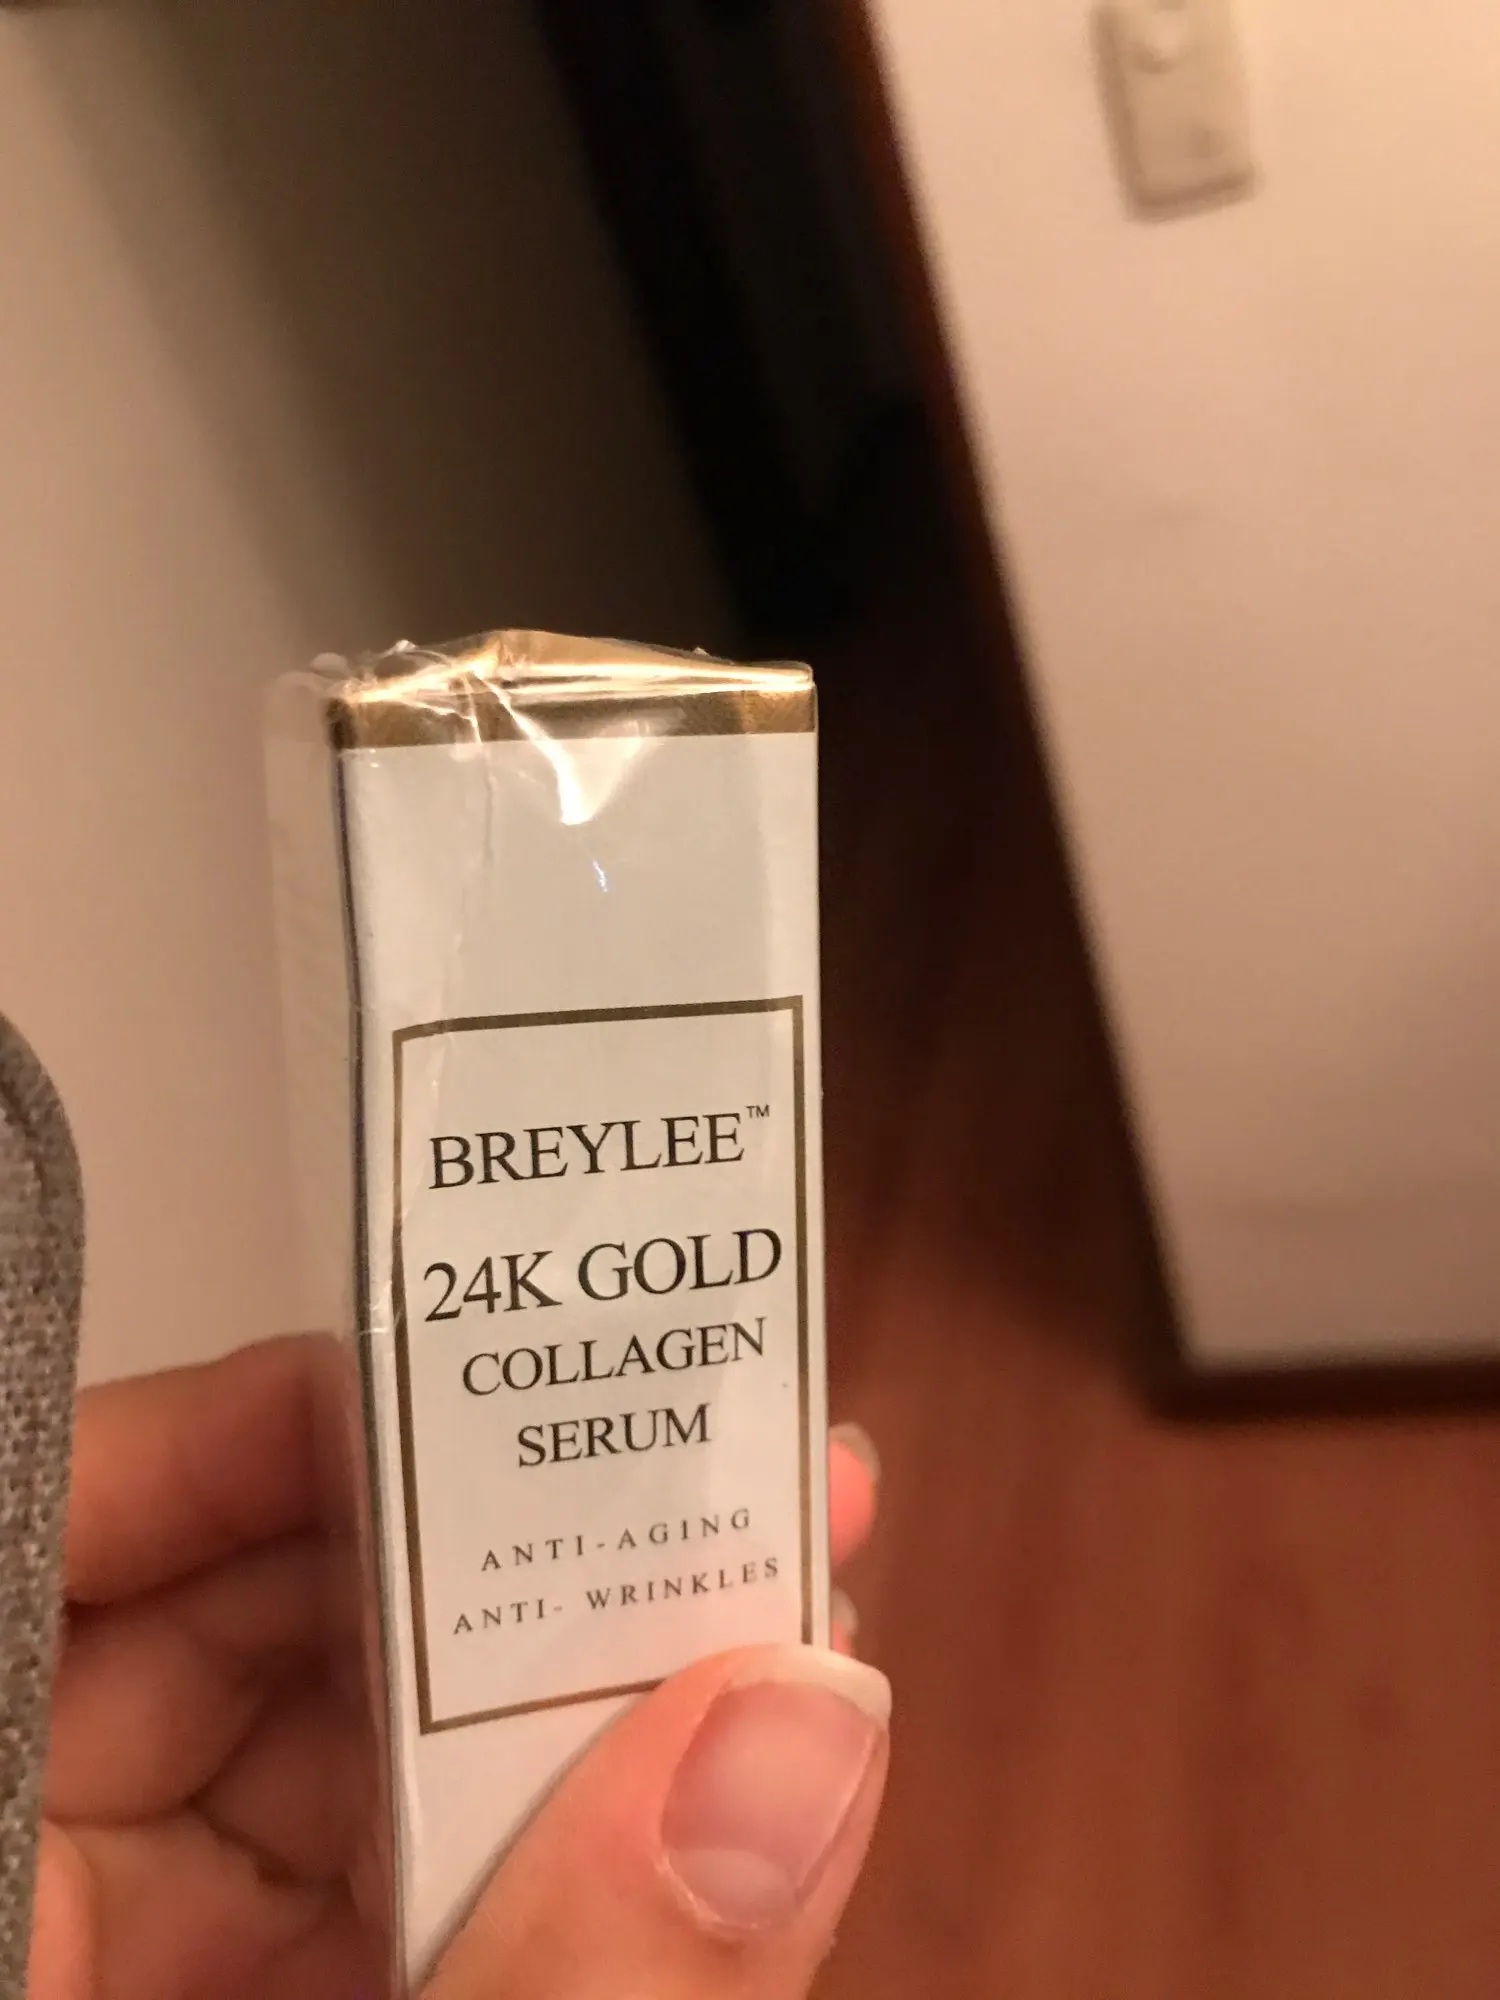 BREYLEE™
24K GOLD
COLLAGEN
SERUM
ANTI-AGING
ANTI- WRINKLES